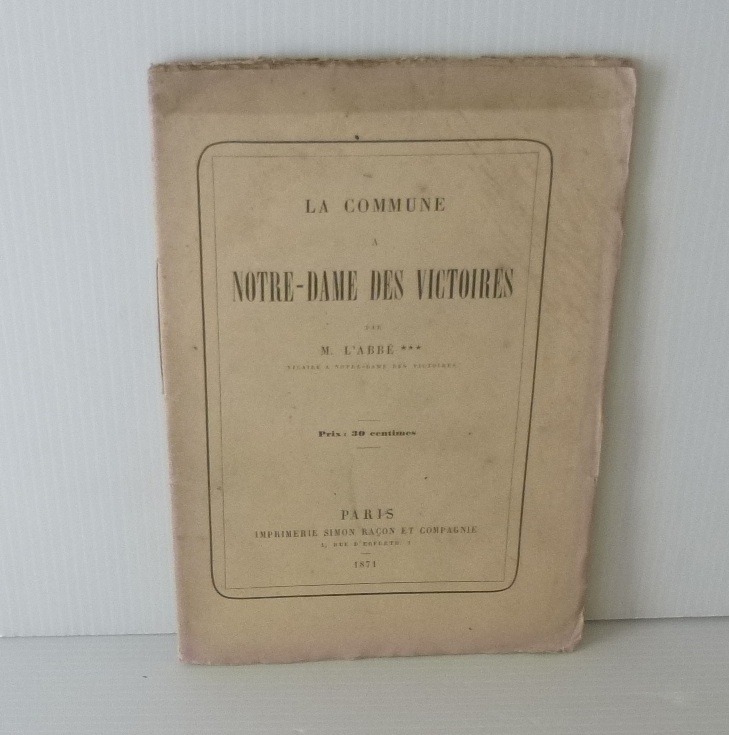 LA COMMUNE
A
NOTRE-DAME DES VICTOIRES
PAR
M. L'ABBÉ ***
VICAIRE A NOTRE-DAME DES VICTOIRES
Prix : 30 centimes
PARIS
IMPRIMERIE SIMON RAÇON ET COMPAGNIE
1, RUE D'ERFURTH, 1
1871